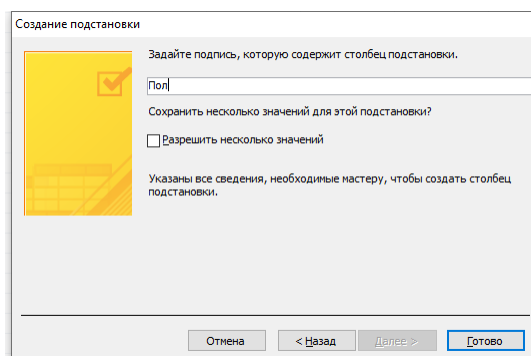 Создание подстановки
Задайте подпись, которую содержит столбец подстановки.
Пол
Сохранить несколько значений для этой подстановки?
Разрешить несколько значений
Указаны все сведения, необходимые мастеру, чтобы создать столбец
подстановки.
Отмена
< Назад
Далее >
Готово